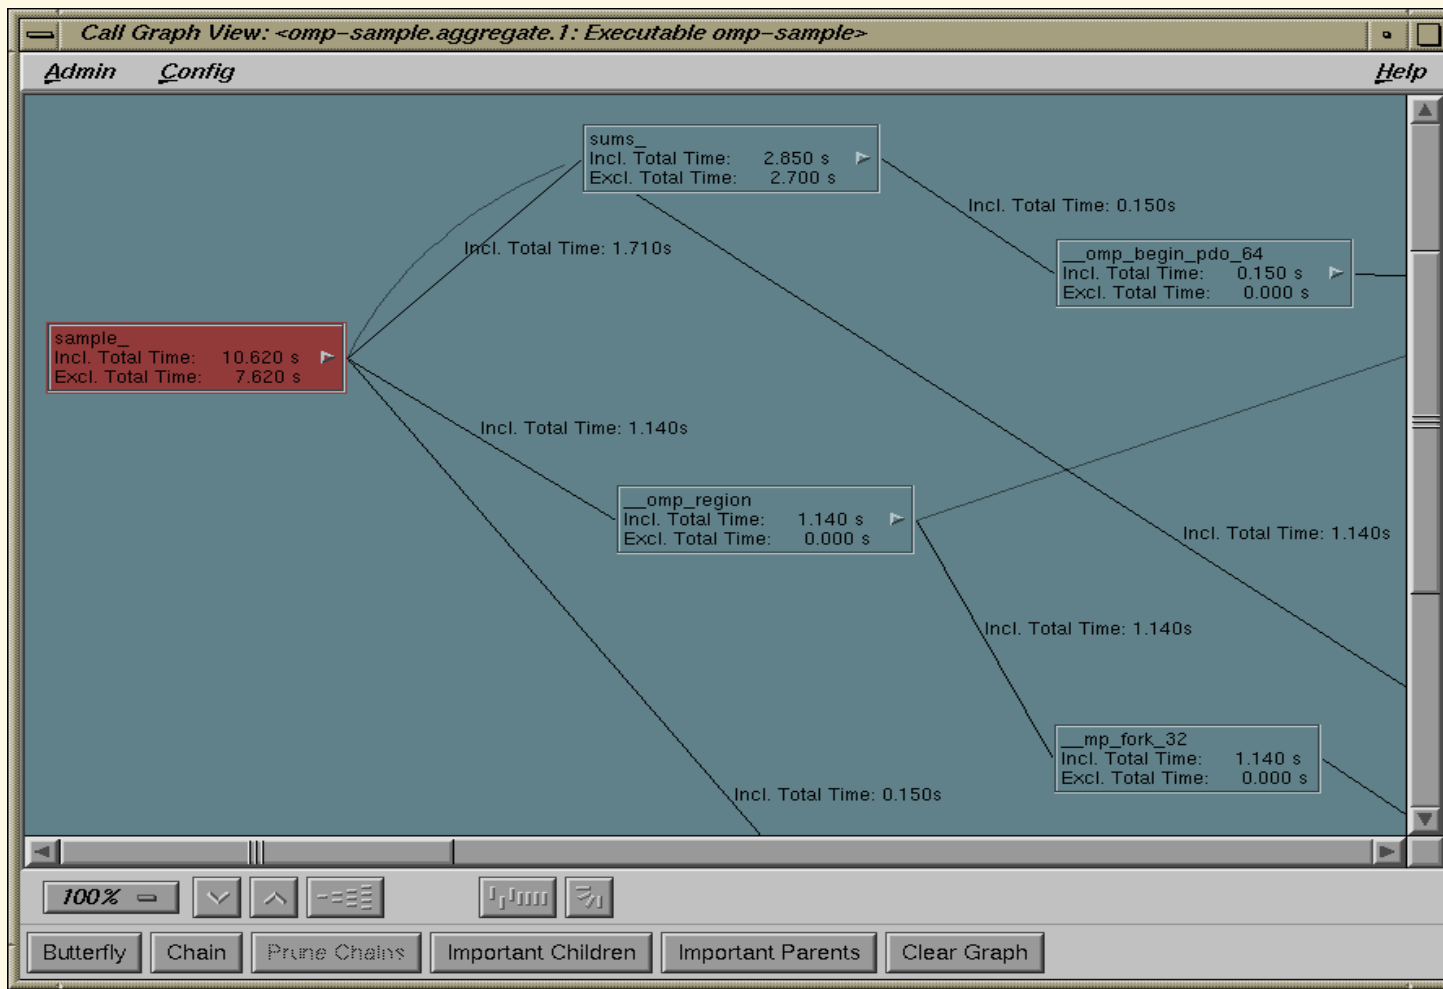 Call Graph View: <omp-sample.aggregate.1: Executable omp-sample>
Admin Config Help
sums_
Incl. Total Time: 2.850 s
Excl. Total Time: 2.700 s
Incl. Total Time: 0.150s
Incl. Total Time: 1.710s
__omp_begin_pdo_64
Incl. Total Time: 0.150 s
Excl. Total Time: 0.000 s
sample_
Incl. Total Time: 10.620 s
Excl. Total Time: 7.620 s
Incl. Total Time: 1.140s
__omp_region
Incl. Total Time: 1.140 s
Excl. Total Time: 0.000 s
Incl. Total Time: 1.140s
Incl. Total Time: 1.140s
__mp_fork_32
Incl. Total Time: 1.140 s
Excl. Total Time: 0.000 s
Incl. Total Time: 0.150s
100%
Butterfly Chain Prune Chains Important Children Important Parents Clear Graph